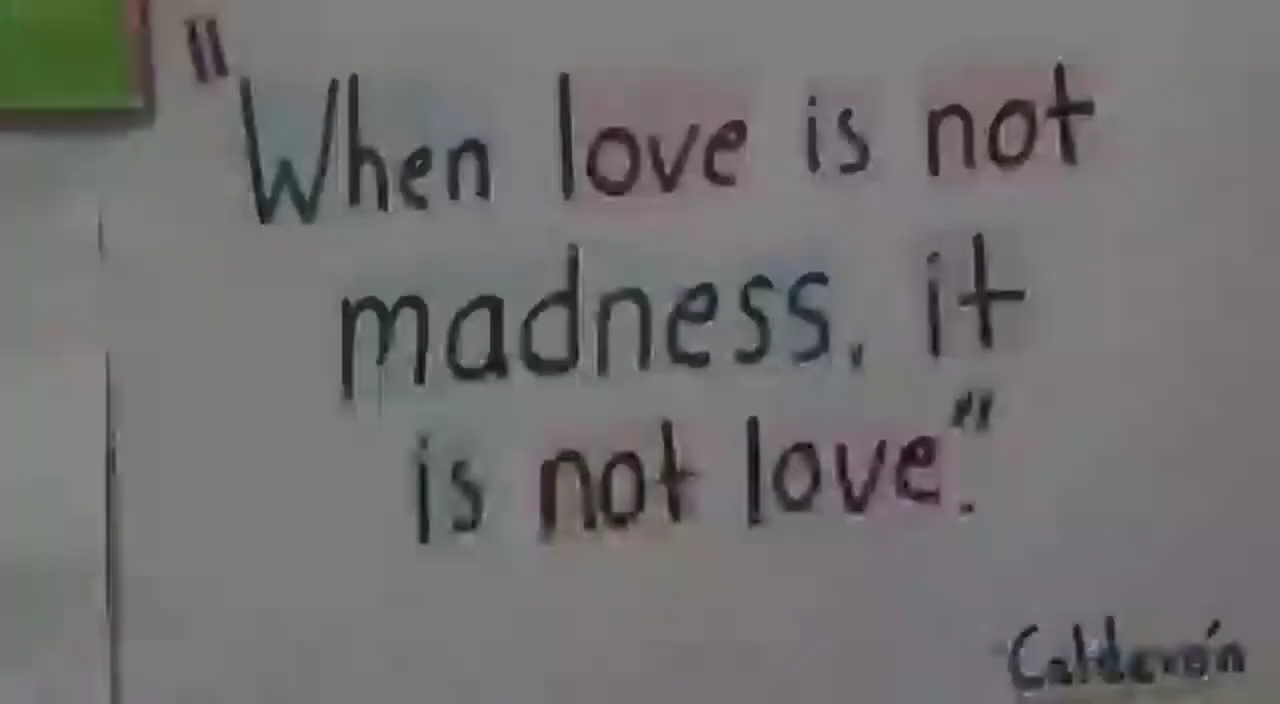 "When love is not
madness, it
is not love."
Calderón